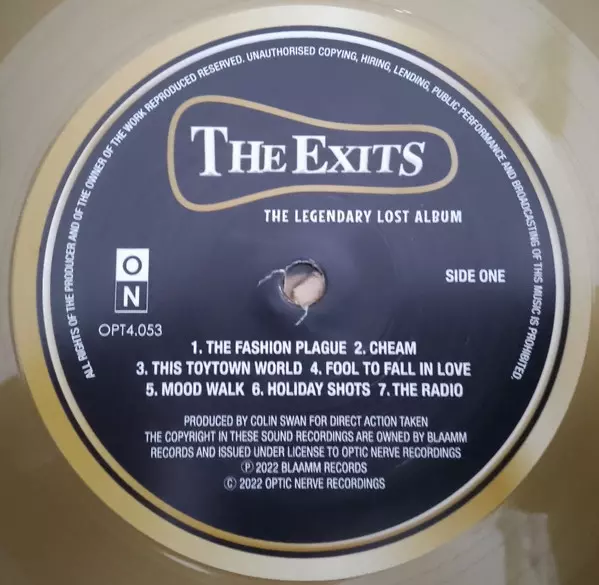 ALL RIGHTS OF THE PRODUCER AND OF THE OWNER OF THE WORK REPRODUCED RESERVED. UNAUTHORISED COPYING, HIRING, LENDING, PUBLIC PERFORMANCE AND BROADCASTING OF THIS MUSIC IS PROHIBITED.
THE EXITS
THE LEGENDARY LOST ALBUM
O
N
SIDE ONE
OPT4.053
1. THE FASHION PLAGUE 2. CHEAM
3. THIS TOYTOWN WORLD 4. FOOL TO FALL IN LOVE
5. MOOD WALK 6. HOLIDAY SHOTS 7. THE RADIO
PRODUCED BY COLIN SWAN FOR DIRECT ACTION TAKEN
THE COPYRIGHT IN THESE SOUND RECORDINGS ARE OWNED BY BLAAMM
RECORDS AND ISSUED UNDER LICENSE TO OPTIC NERVE RECORDINGS
Ⓟ 2022 BLAAMM RECORDS
© 2022 OPTIC NERVE RECORDINGS